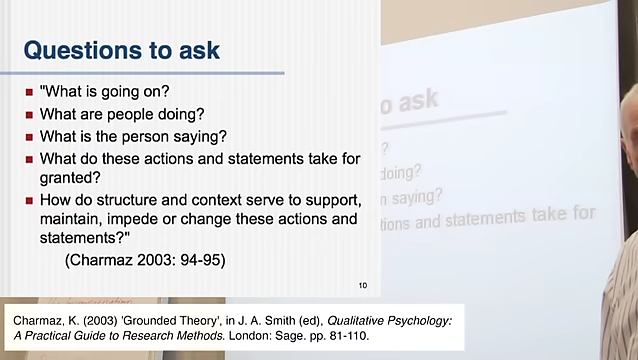 Questions to ask
"What is going on?
What are people doing?
What is the person saying?
What do these actions and statements take for
granted?
How do structure and context serve to support,
maintain, impede or change these actions and
statements?"
(Charmaz 2003: 94-95)
10
o ask
?
doing?
n saying?
tions and statements take for
Charmaz, K. (2003) 'Grounded Theory', in J. A. Smith (ed), Qualitative Psychology:
A Practical Guide to Research Methods. London: Sage. pp. 81-110.